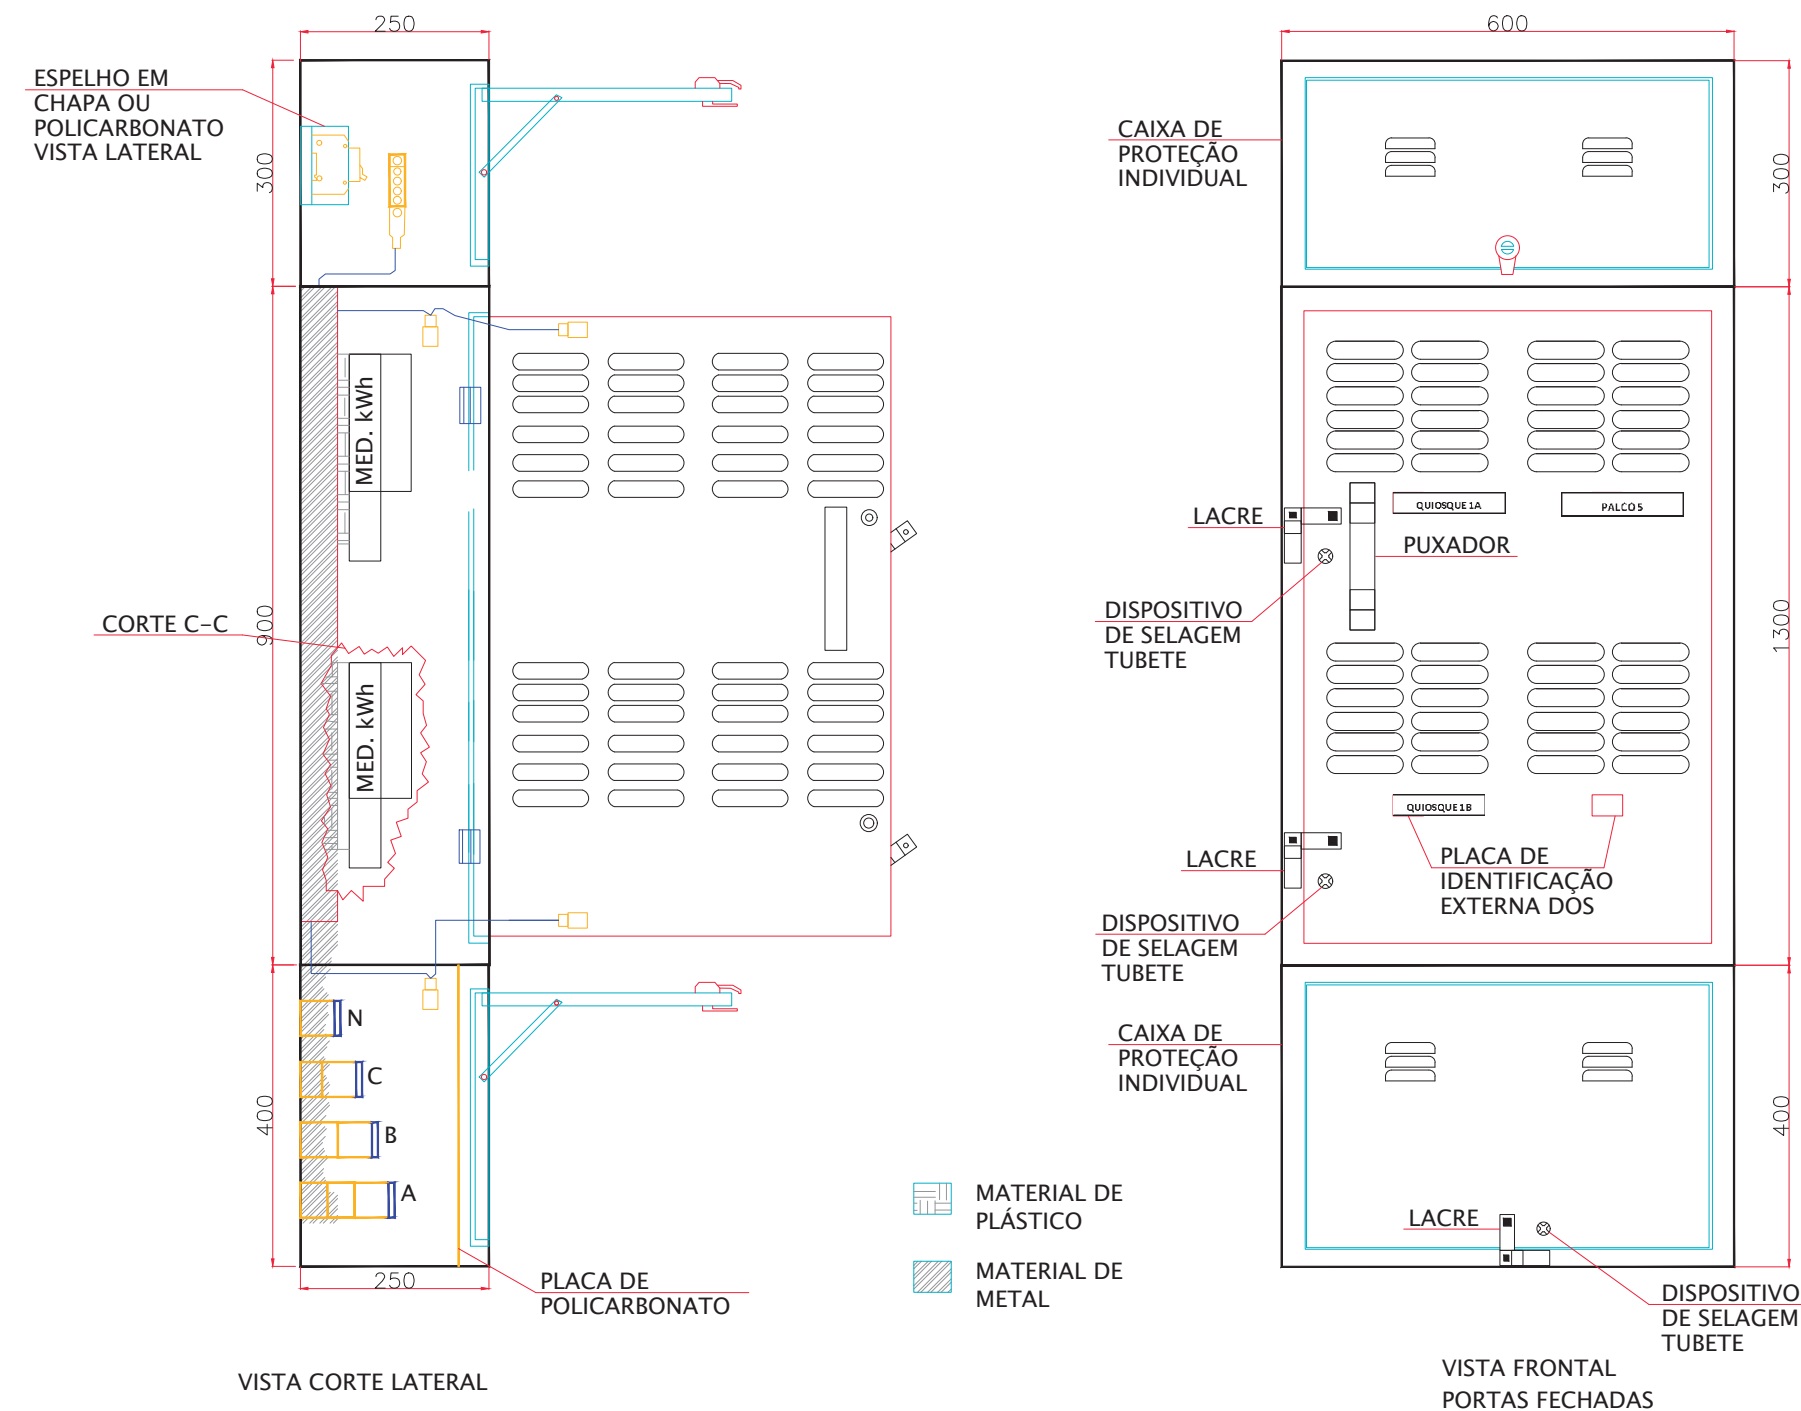 250
ESPELHO EM
CHAPA OU
POLICARBONATO
VISTA LATERAL
300
MED. kWh
900
CORTE C-C
MED. kWh
N
C
B
A
400
250
PLACA DE
POLICARBONATO
VISTA CORTE LATERAL
MATERIAL DE
PLÁSTICO
MATERIAL DE
METAL
600
CAIXA DE
PROTEÇÃO
INDIVIDUAL
300
QUIOSQUE 1A
PALCO 5
LACRE
PUXADOR
DISPOSITIVO
DE SELAGEM
TUBETE
1300
QUIOSQUE 1B
LACRE
PLACA DE
IDENTIFICAÇÃO
EXTERNA DOS
DISPOSITIVO
DE SELAGEM
TUBETE
CAIXA DE
PROTEÇÃO
INDIVIDUAL
400
LACRE
DISPOSITIVO
DE SELAGEM
TUBETE
VISTA FRONTAL
PORTAS FECHADAS